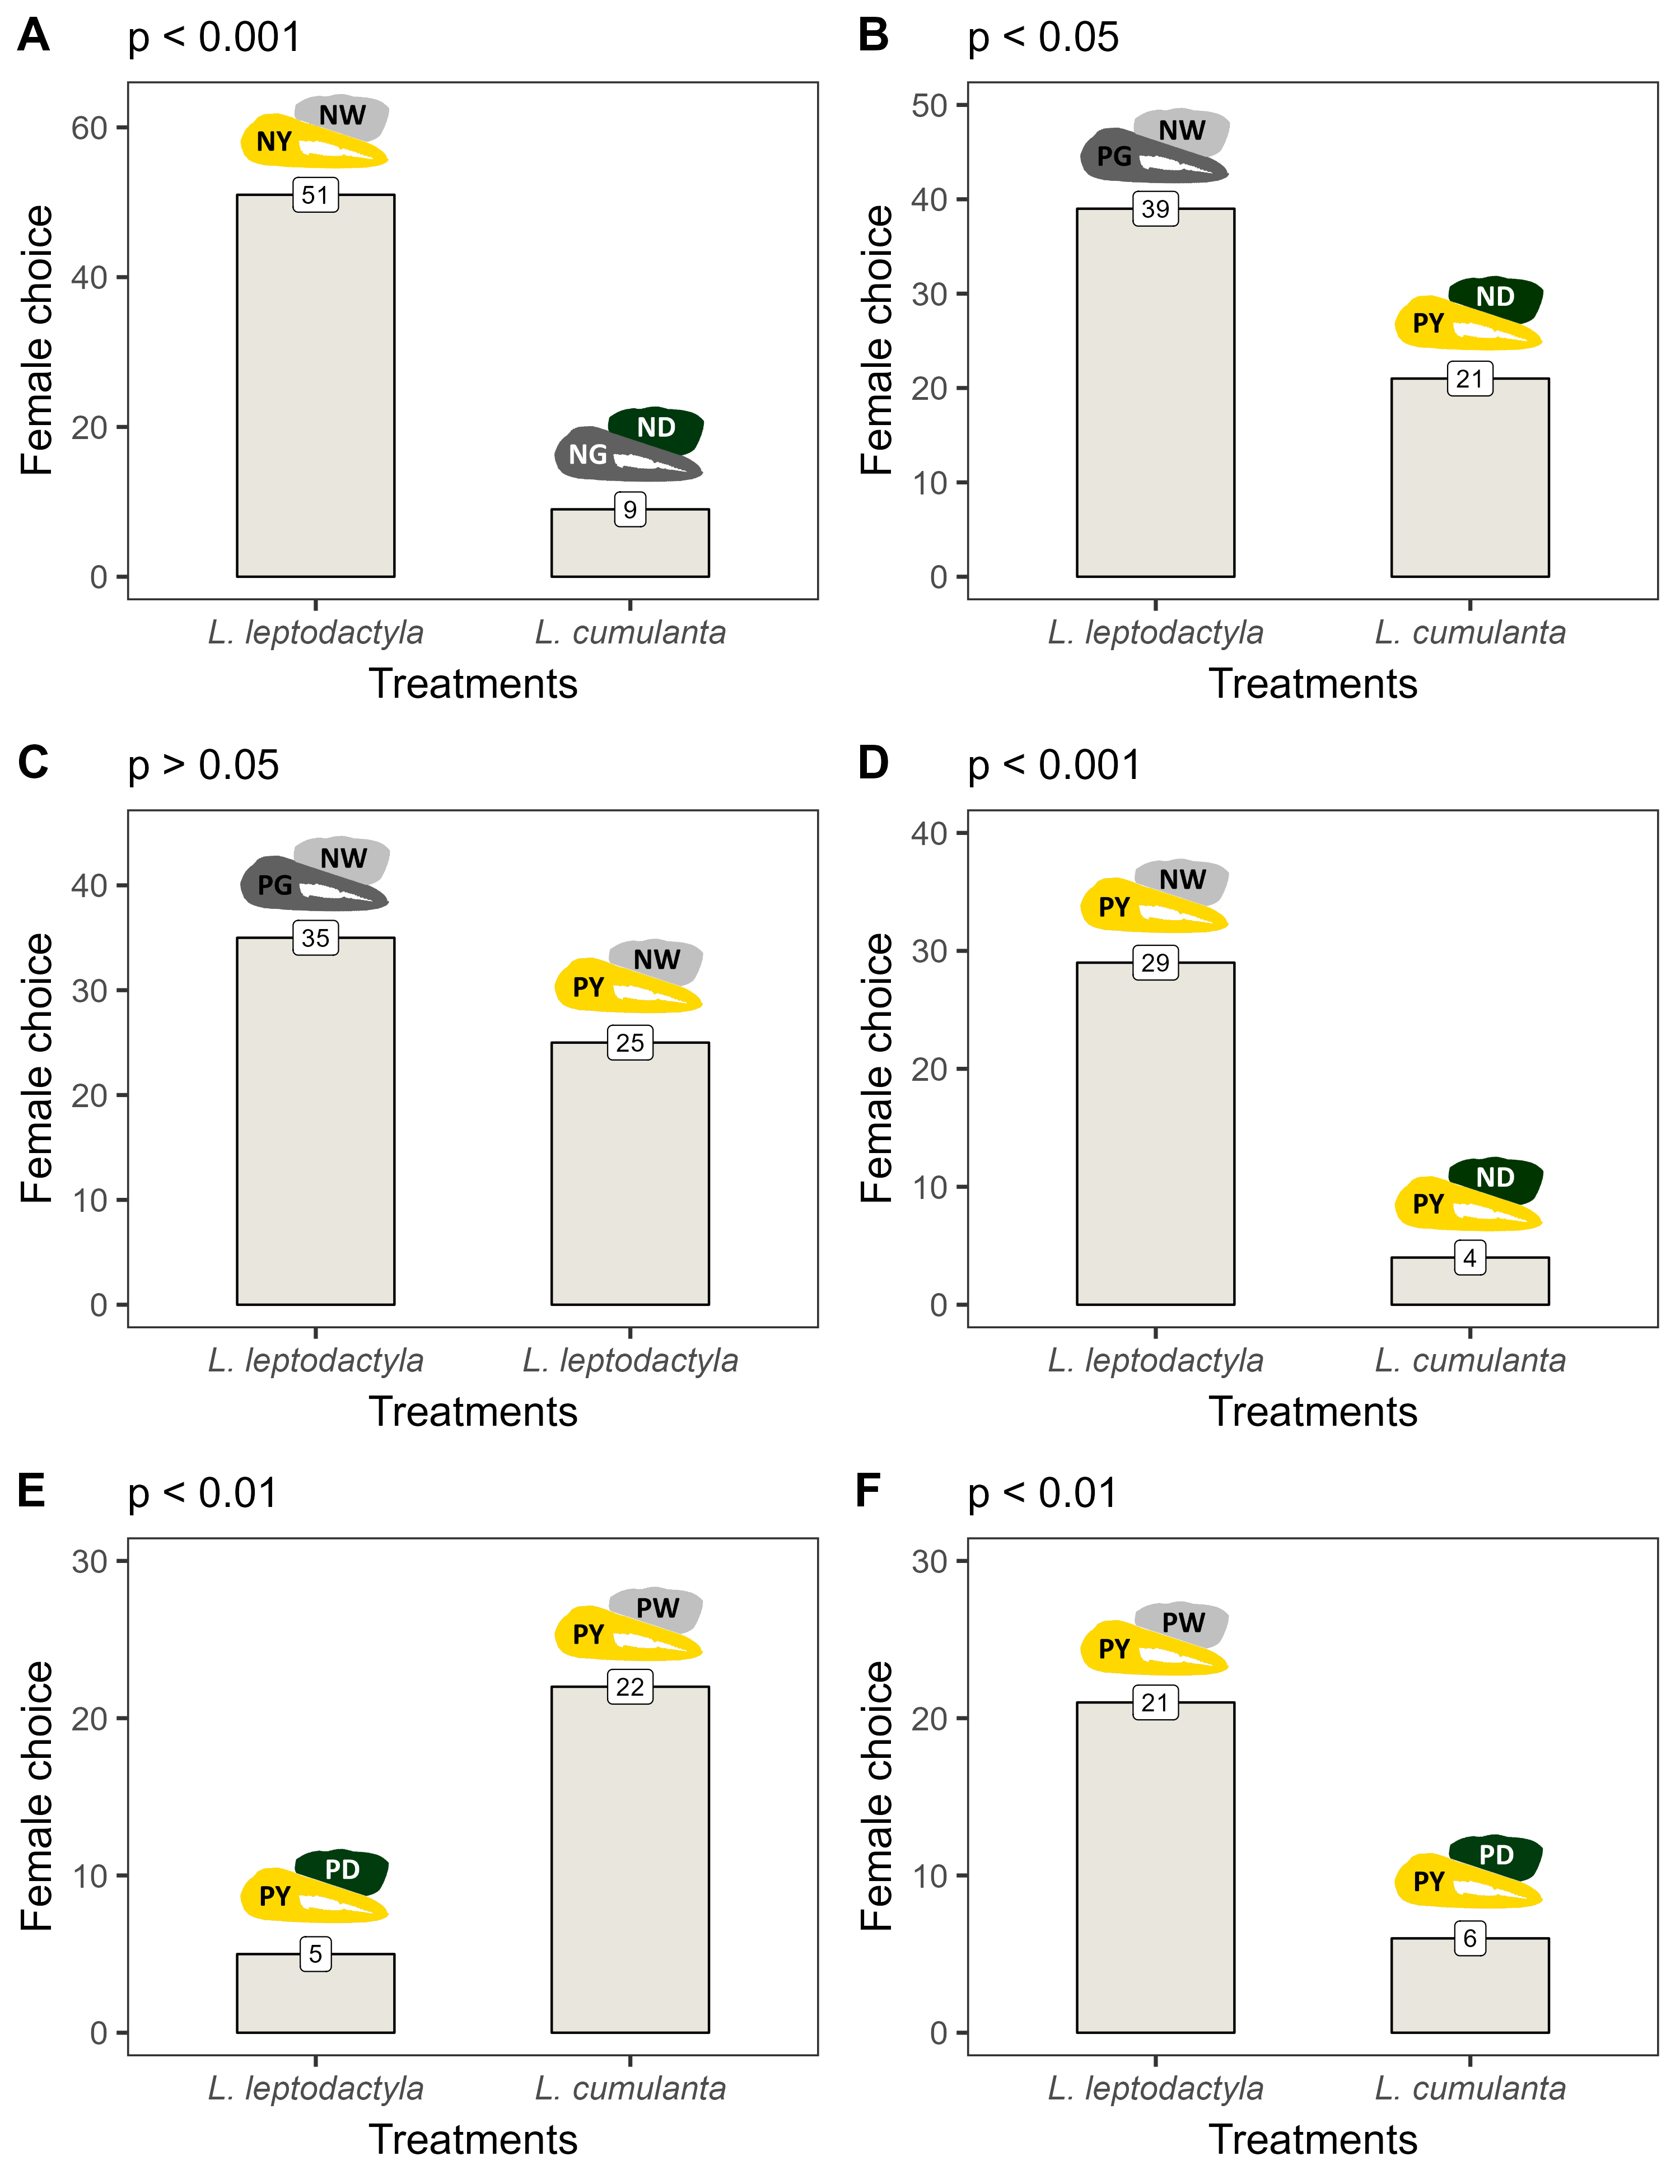 A p < 0.001
60
40
20
0
Female choice
NW
NY
51
ND
NG
9
L. leptodactyla L. cumulanta
Treatments
B p < 0.05
50
40
30
20
10
0
Female choice
NW
PG
39
ND
PY
21
L. leptodactyla L. cumulanta
Treatments
C p > 0.05
40
30
20
10
0
Female choice
NW
PG
35
NW
PY
25
L. leptodactyla L. leptodactyla
Treatments
D p < 0.001
40
30
20
10
0
Female choice
NW
PY
29
ND
PY
4
L. leptodactyla L. cumulanta
Treatments
E p < 0.01
30
20
10
0
Female choice
PD
PY
5
PW
PY
22
L. leptodactyla L. cumulanta
Treatments
F p < 0.01
30
20
10
0
Female choice
PW
PY
21
PD
PY
6
L. leptodactyla L. cumulanta
Treatments